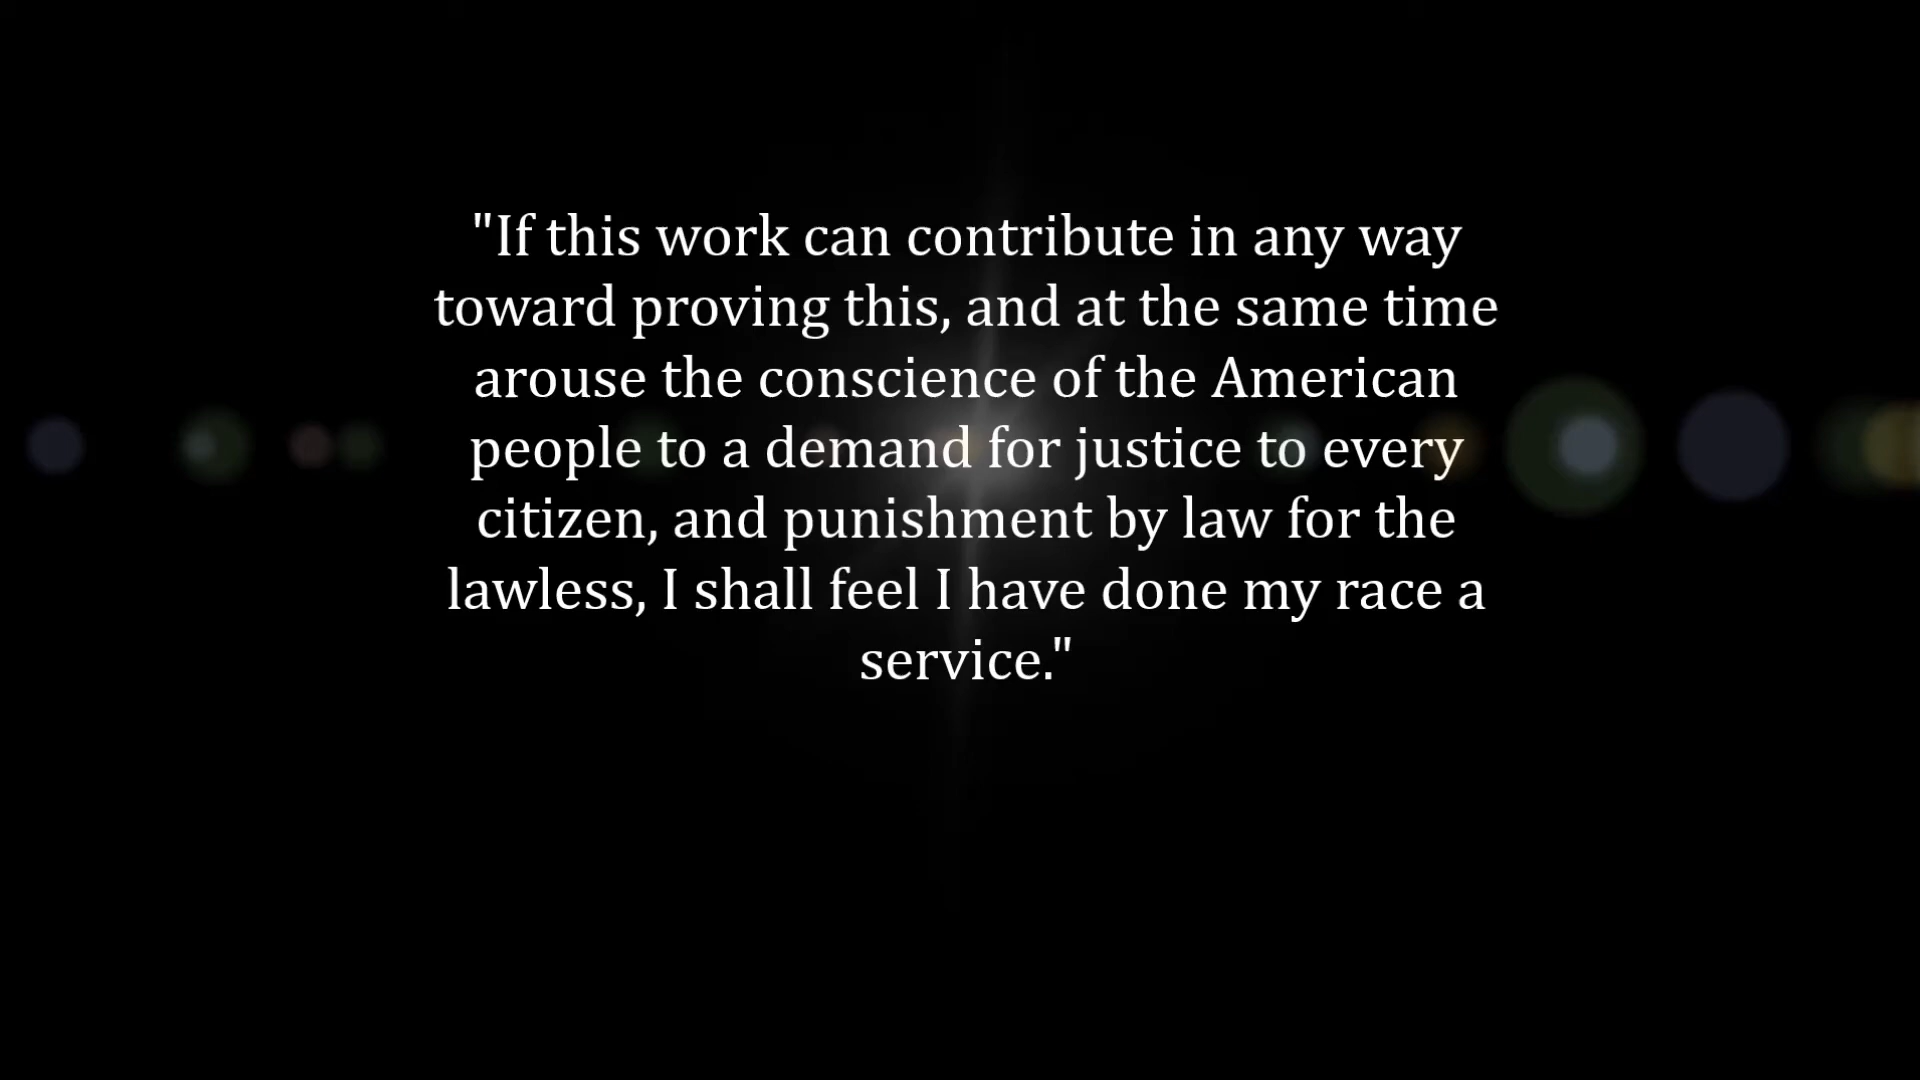 "If this work can contribute in any way
toward proving this, and at the same time
arouse the conscience of the American
people to a demand for justice to every
citizen, and punishment by law for the
lawless, I shall feel I have done my race a
service."